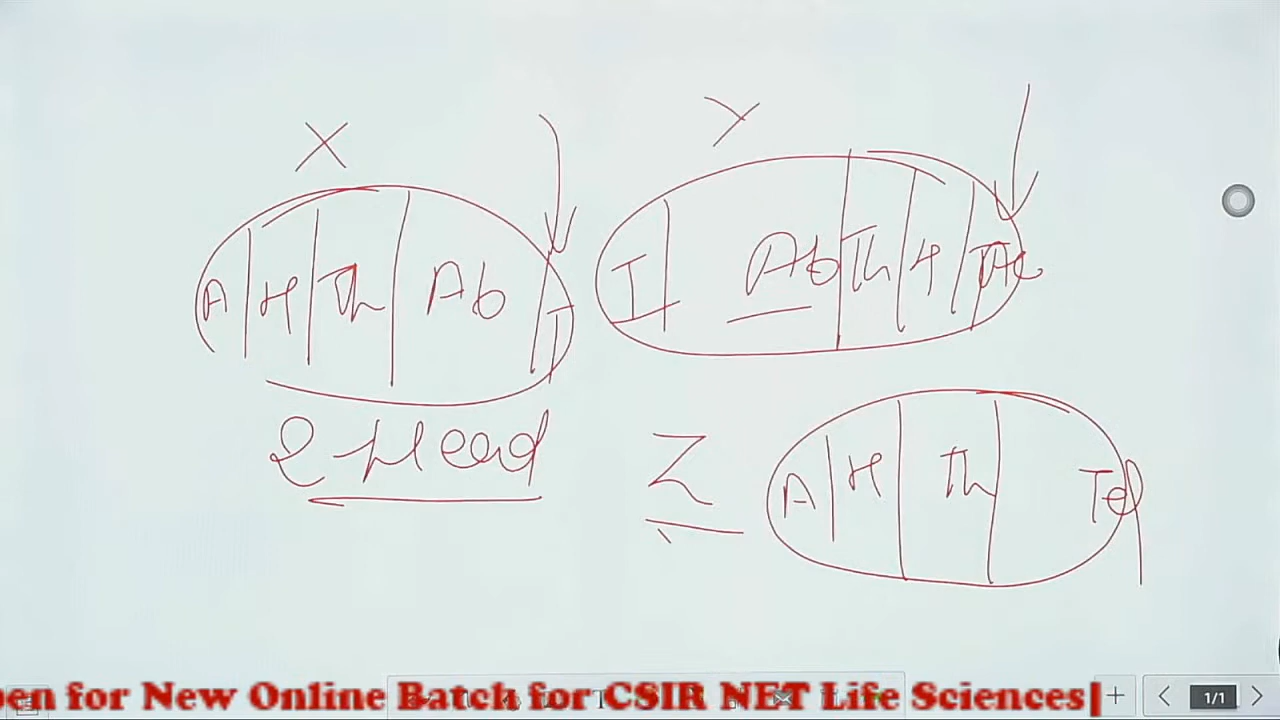 X
Y
A H Th Ab T
T Ab Th H Ac
2 Head
Z
A H Th Tel
pen for New Online Batch for CSIR NET Life Sciences|
1/1